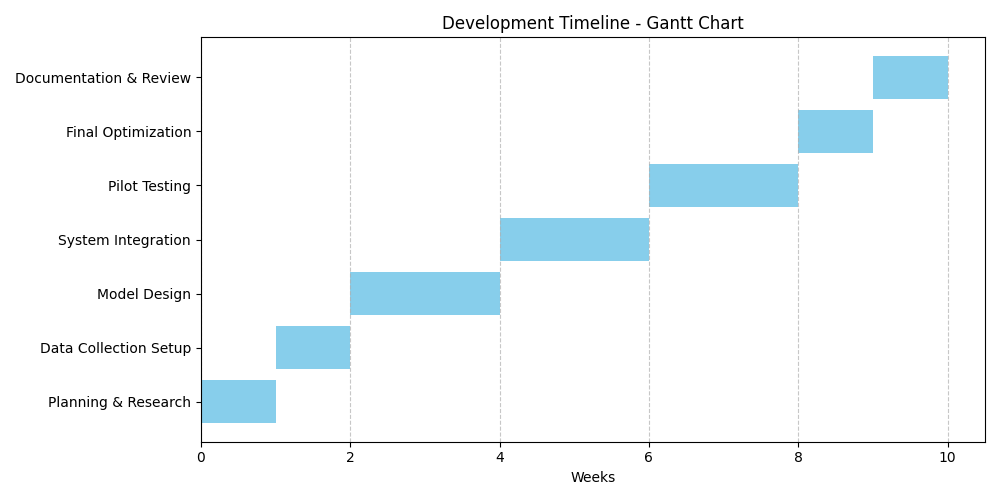 Development Timeline - Gantt Chart
Documentation & Review
Final Optimization
Pilot Testing
System Integration
Model Design
Data Collection Setup
Planning & Research
0 2 4 6 8 10
Weeks